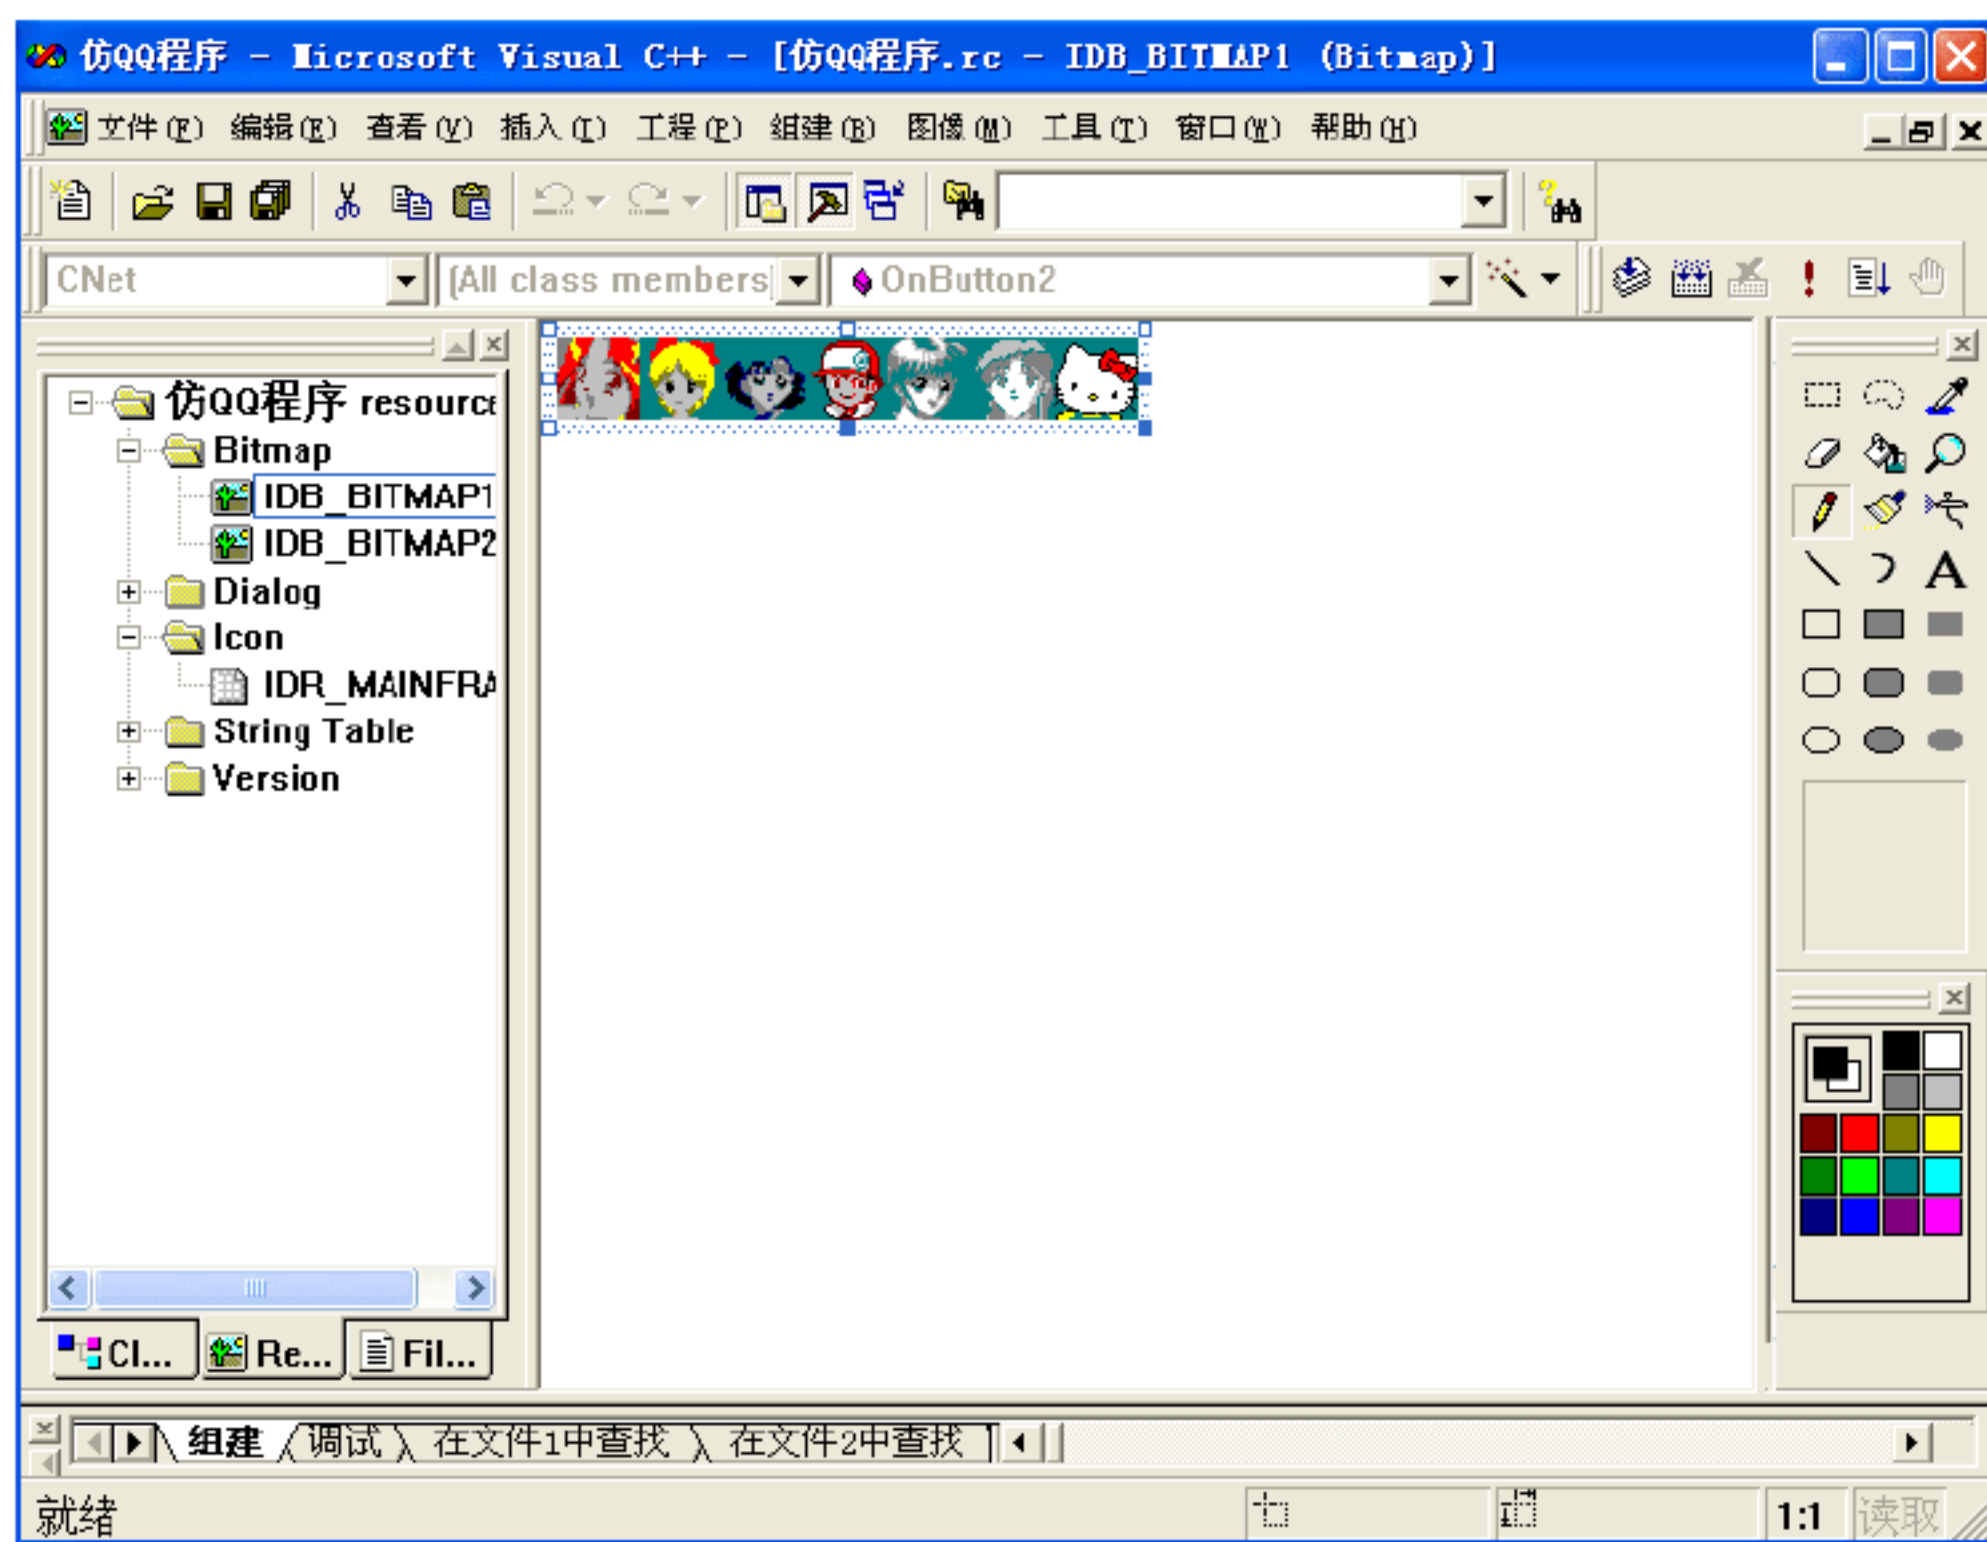 仿QQ程序 - Microsoft Visual C++ - [仿QQ程序.rc - IDB_BITMAP1 (Bitmap)]
文件(F) 编辑(E) 查看(V) 插入(I) 工程(P) 组建(B) 图像(M) 工具(T) 窗口(W) 帮助(H)
CNet (All class members) OnButton2
仿QQ程序 resource
Bitmap
IDB_BITMAP1
IDB_BITMAP2
Dialog
Icon
IDR_MAINFRA
String Table
Version
Cl... Re... Fil...
组建 调试 在文件1中查找 在文件2中查找
就绪 1:1 读取